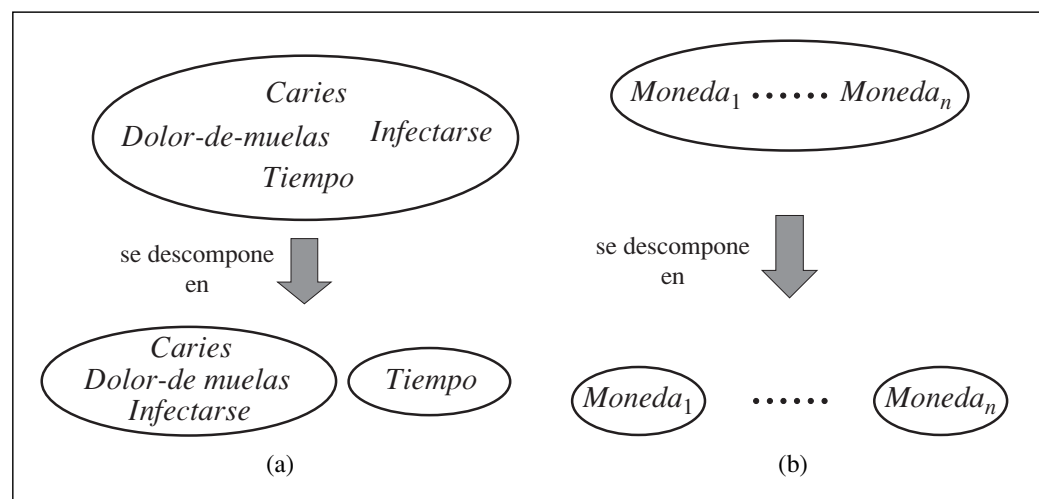 Caries
Dolor-de-muelas Infectarse
Tiempo
se descompone
en
Caries
Dolor-de muelas
Infectarse
Tiempo
(a)
Moneda₁ ...... Monedaₙ
se descompone
en
Moneda₁ ...... Monedaₙ
(b)